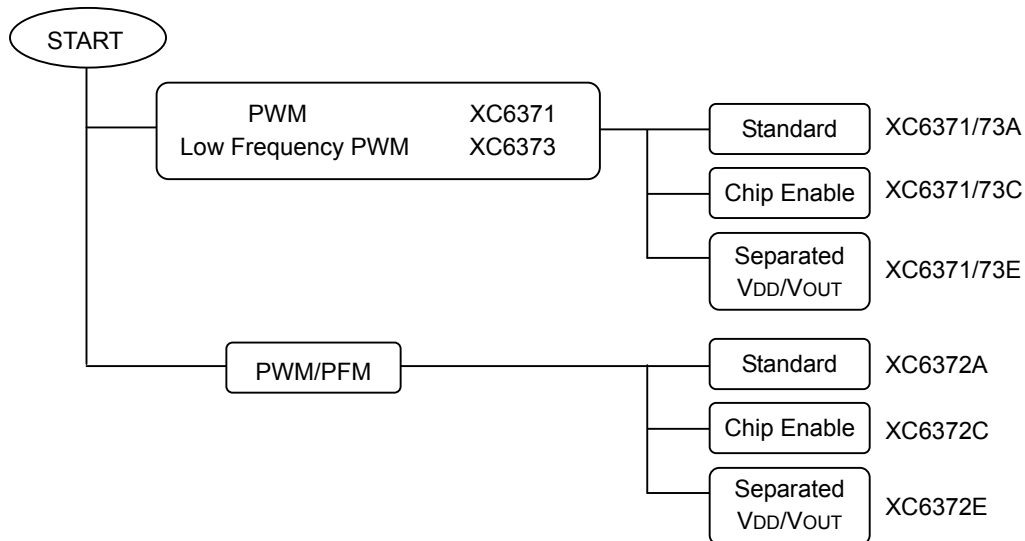 START
PWM XC6371
Low Frequency PWM XC6373
Standard XC6371/73A
Chip Enable XC6371/73C
Separated
VDD/VOUT
XC6371/73E
PWM/PFM
Standard XC6372A
Chip Enable XC6372C
Separated
VDD/VOUT
XC6372E